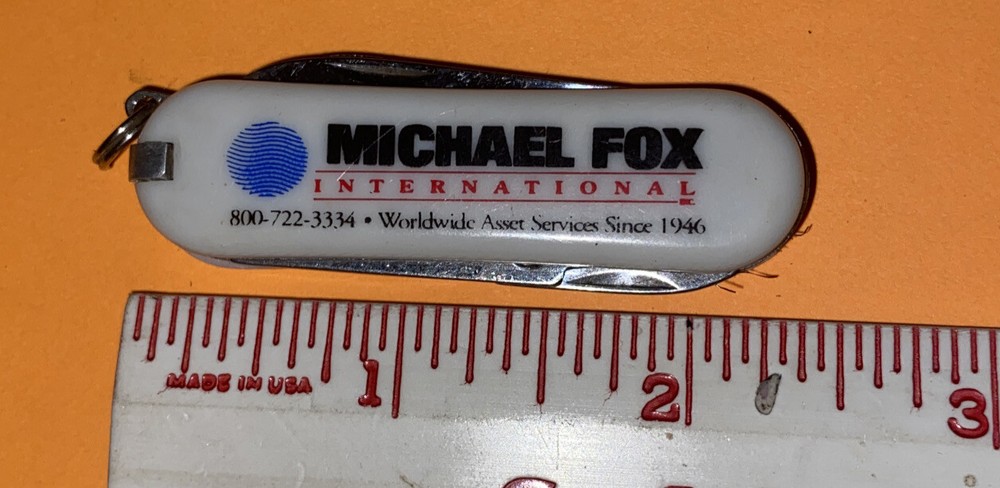 MICHAEL FOX
INTERNATIONAL
800-722-3334 • Worldwide Asset Services Since 1946
MADE IN USA
1 2 3